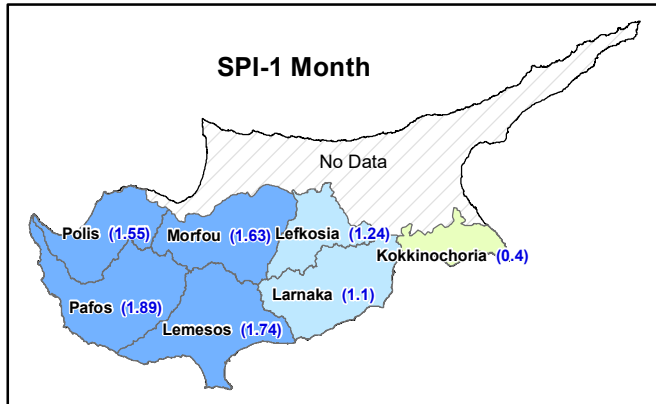 SPI-1 Month
No Data
Polis (1.55)
Morfou (1.63)
Lefkosia (1.24)
Kokkinochoria (0.4)
Pafos (1.89)
Larnaka (1.1)
Lemesos (1.74)